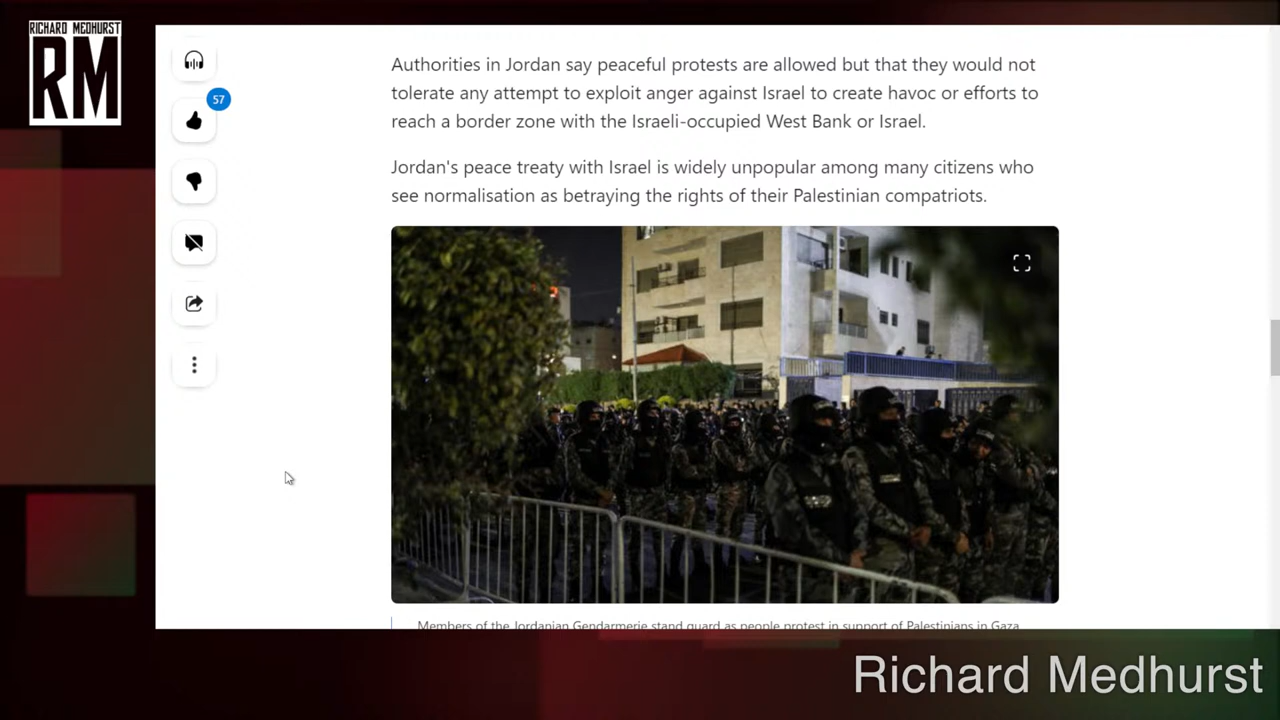 RICHARD MEDHURST
RM
57
Authorities in Jordan say peaceful protests are allowed but that they would not
tolerate any attempt to exploit anger against Israel to create havoc or efforts to
reach a border zone with the Israeli-occupied West Bank or Israel.
Jordan's peace treaty with Israel is widely unpopular among many citizens who
see normalisation as betraying the rights of their Palestinian compatriots.
Members of the Jordanian Gendarmerie stand guard as people protest in support of Palestinians in Gaza
Richard Medhurst